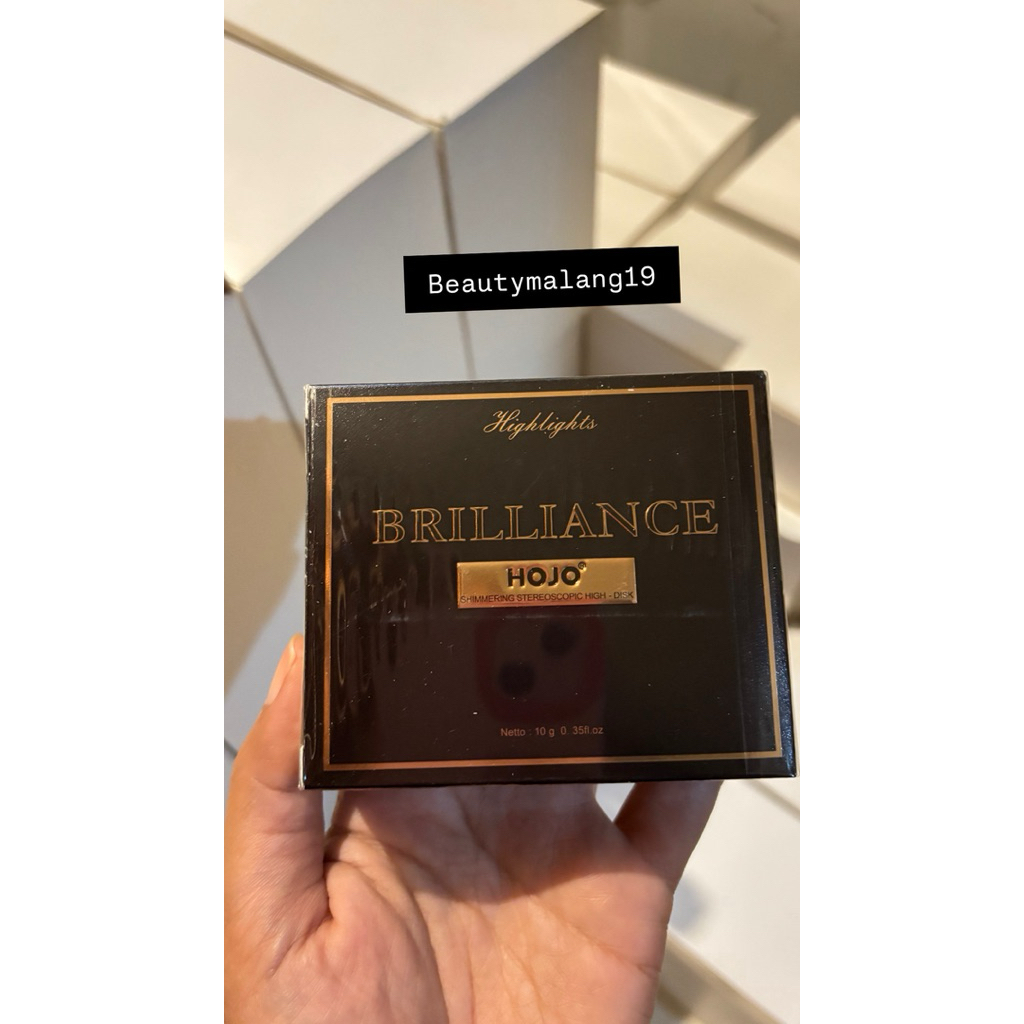 Beautymalang19
Highlights
BRILLIANCE
HOJO®
SHIMMERING STEREOSCOPIC HIGH - DISK
Netto : 10 g 0. 35fl.oz